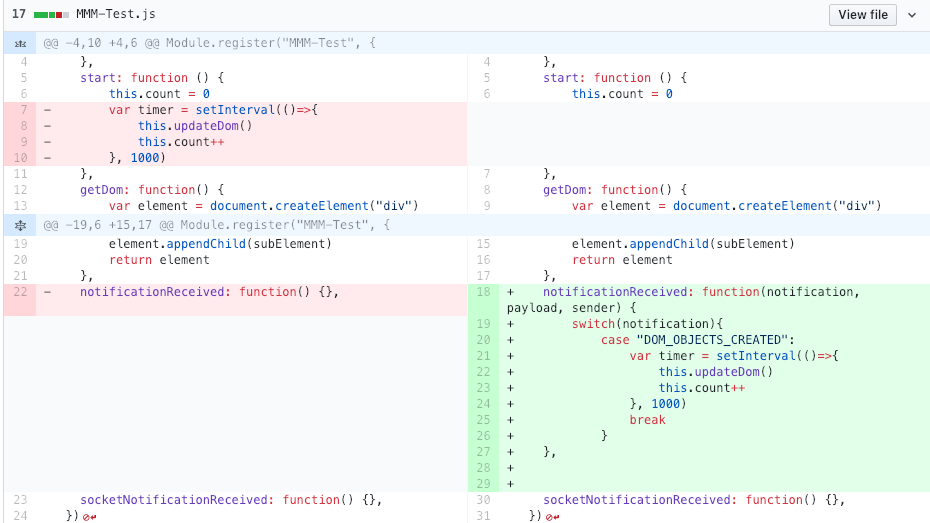 17 MMM-Test.js View file
@@ -4,10 +4,6 @@ Module.register("MMM-Test", {
4 }, 4 },
5 start: function () { 5 start: function () {
6 this.count = 0 6 this.count = 0
7 - var timer = setInterval(()=>{
8 - this.updateDom()
9 - this.count++
10 - }, 1000)
11 }, 7 },
12 getDom: function() { 8 getDom: function() {
13 var element = document.createElement("div") 9 var element = document.createElement("div")
@@ -19,6 +15,17 @@ Module.register("MMM-Test", {
19 element.appendChild(subElement) 15 element.appendChild(subElement)
20 return element 16 return element
21 }, 17 },
22 - notificationReceived: function() {}, 18 + notificationReceived: function(notification,
payload, sender) {
19 + switch(notification){
20 + case "DOM_OBJECTS_CREATED":
21 + var timer = setInterval(()=>{
22 + this.updateDom()
23 + this.count++
24 + }, 1000)
25 + break
26 + }
27 + },
28 +
29 +
23 socketNotificationReceived: function() {}, 30 socketNotificationReceived: function() {},
24 }) 31 })